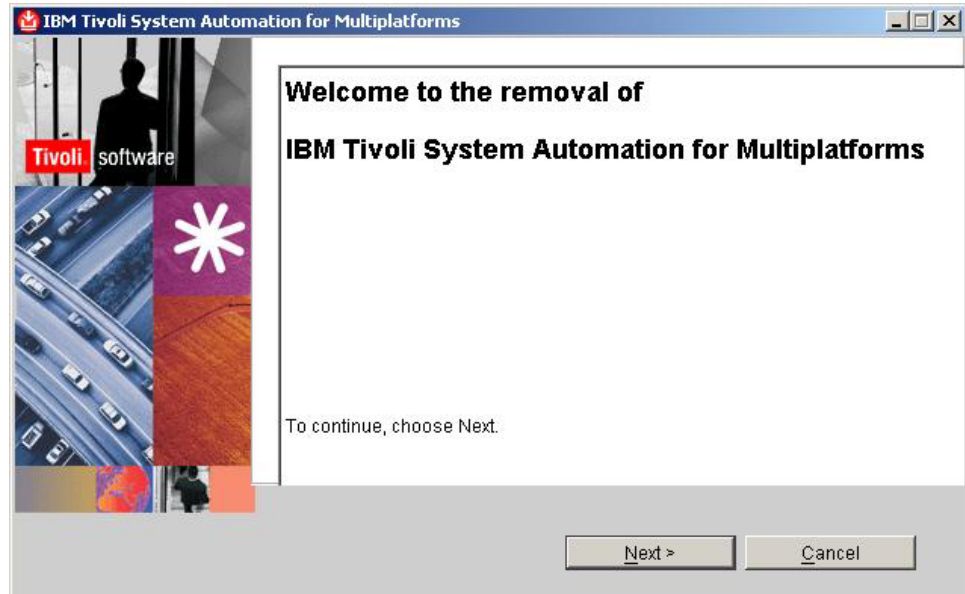 IBM Tivoli System Automation for Multiplatforms
Welcome to the removal of
IBM Tivoli System Automation for Multiplatforms
Tivoli software
To continue, choose Next.
Next >
Cancel